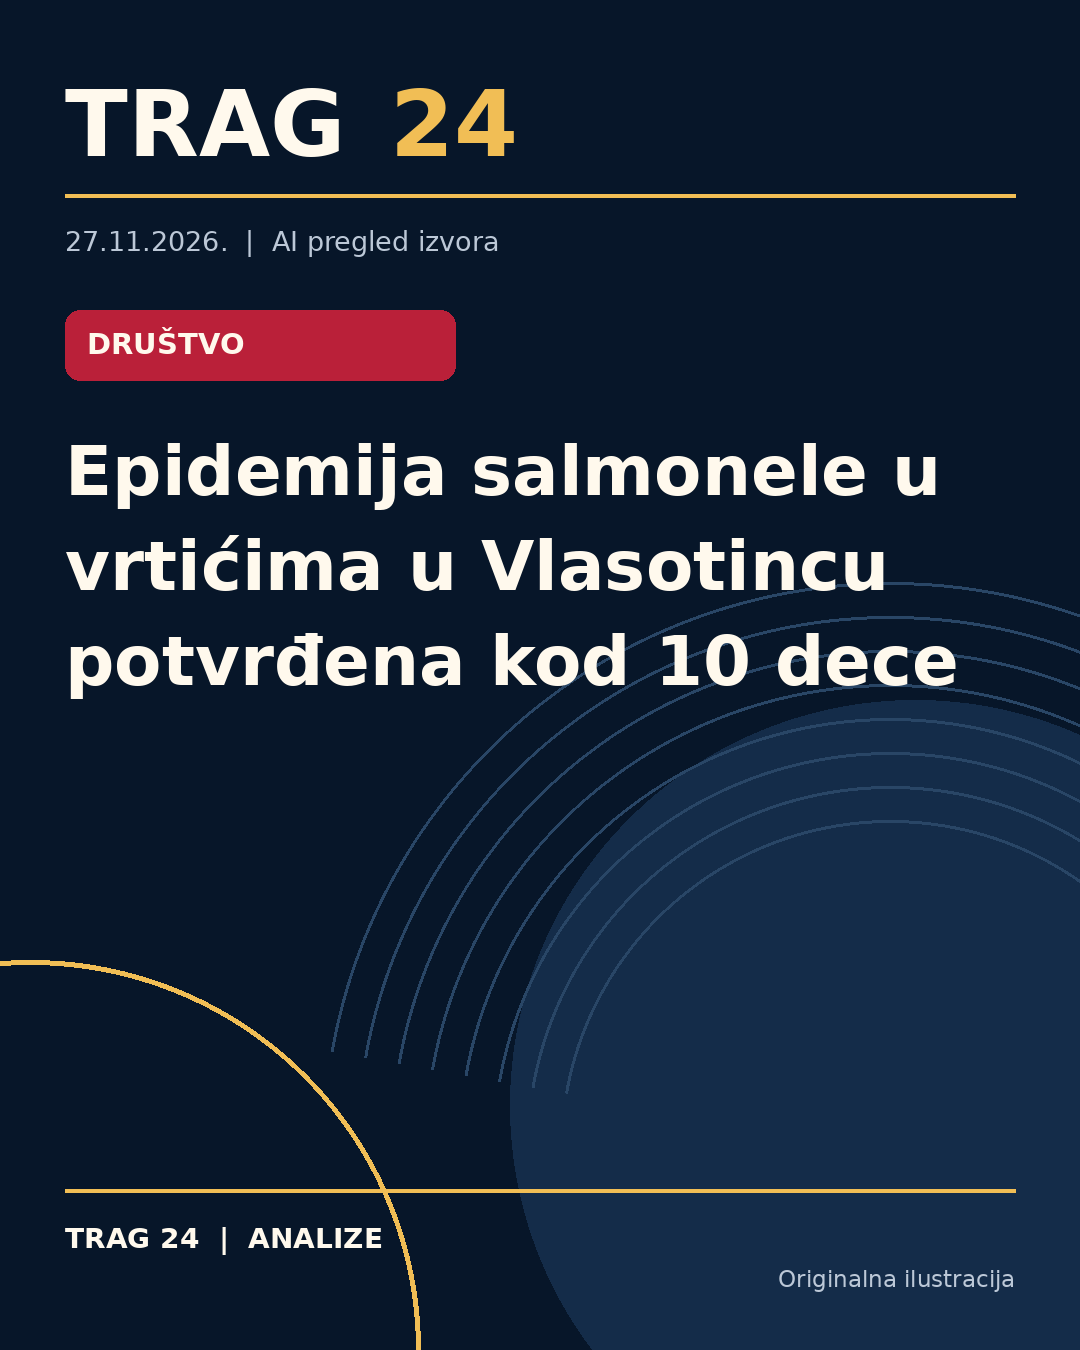 TRAG 24
27.11.2026. | AI pregled izvora
DRUŠTVO
Epidemija salmonele u
vrtićima u Vlasotincu
potvrđena kod 10 dece
TRAG 24 | ANALIZE
Originalna ilustracija